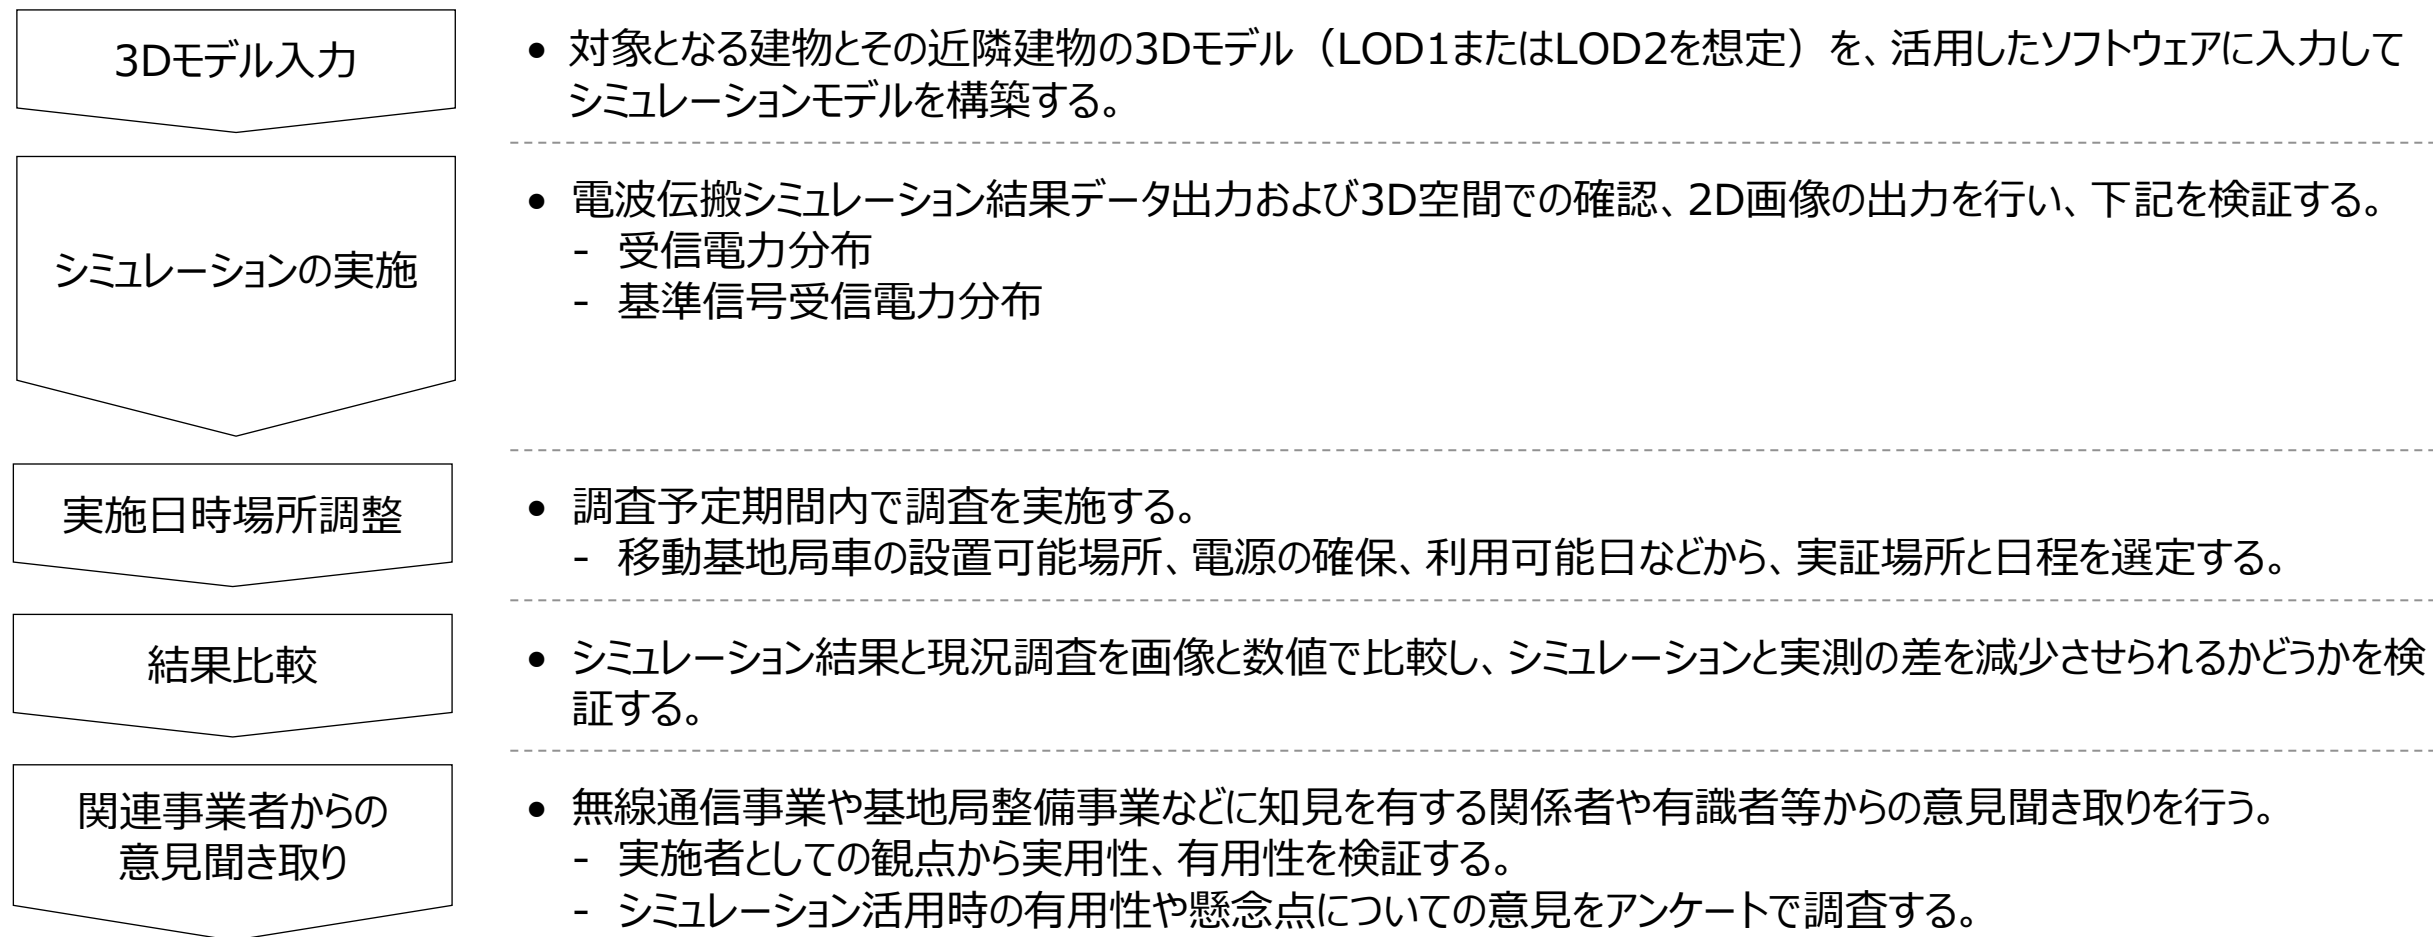 3Dモデル入力
• 対象となる建物とその近隣建物の3Dモデル（LOD1またはLOD2を想定）を、活用したソフトウェアに入力して
シミュレーションモデルを構築する。
シミュレーションの実施
• 電波伝搬シミュレーション結果データ出力および3D空間での確認、2D画像の出力を行い、下記を検証する。
- 受信電力分布
- 基準信号受信電力分布
実施日時場所調整
• 調査予定期間内で調査を実施する。
- 移動基地局車の設置可能場所、電源の確保、利用可能日などから、実証場所と日程を選定する。
結果比較
• シミュレーション結果と現況調査を画像と数値で比較し、シミュレーションと実測の差を減少させられるかどうかを検
証する。
関連事業者からの
意見聞き取り
• 無線通信事業や基地局整備事業などに知見を有する関係者や有識者等からの意見聞き取りを行う。
- 実施者としての観点から実用性、有用性を検証する。
- シミュレーション活用時の有用性や懸念点についての意見をアンケートで調査する。